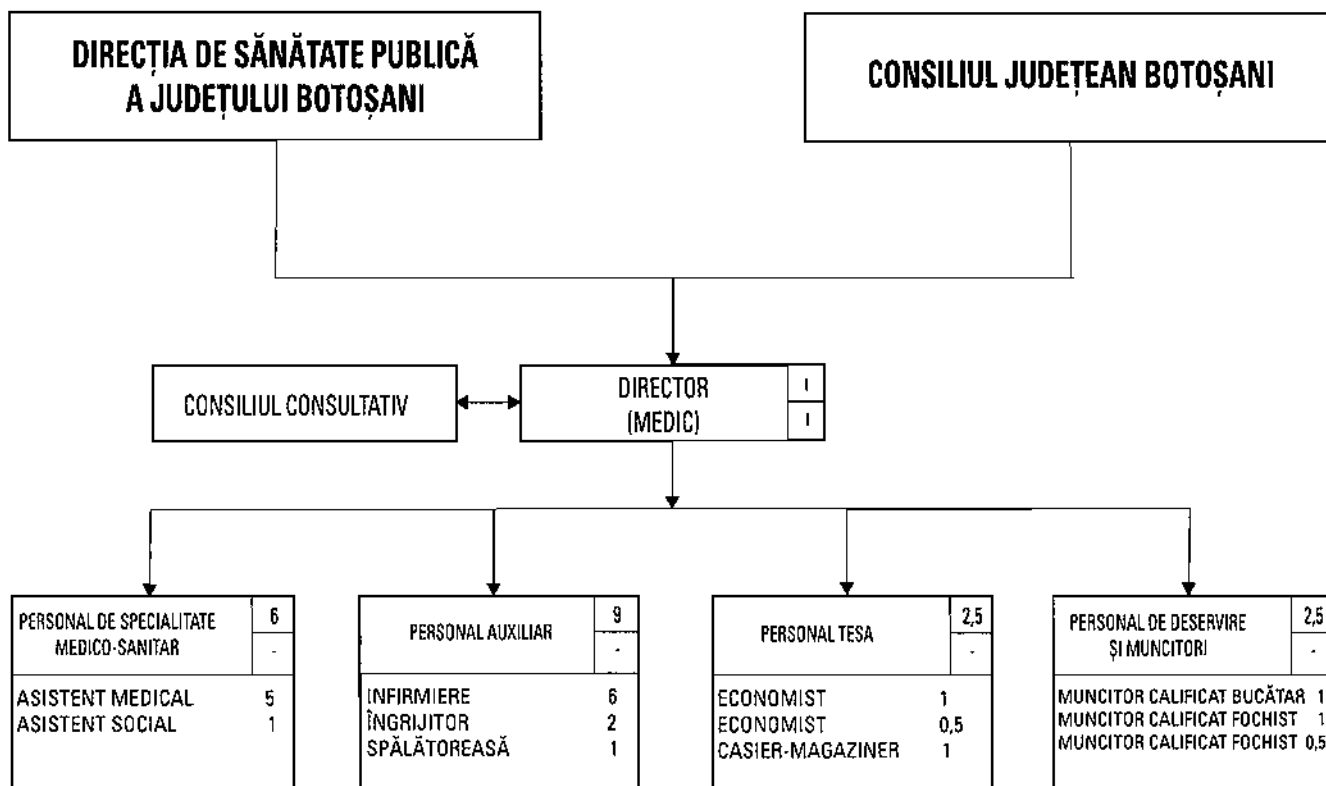 DIRECȚIA DE SĂNĂTATE PUBLICĂ
A JUDEȚULUI BOTOȘANI
CONSILIUL JUDEȚEAN BOTOȘANI
CONSILIUL CONSULTATIV
DIRECTOR
(MEDIC)
I
I
PERSONAL DE SPECIALITATE
MEDICO-SANITAR
6
-
ASISTENT MEDICAL 5
ASISTENT SOCIAL 1
PERSONAL AUXILIAR
9
-
INFIRMIERE 6
ÎNGRIJITOR 2
SPĂLĂTOREASĂ 1
PERSONAL TESA
2,5
-
ECONOMIST 1
ECONOMIST 0,5
CASIER-MAGAZINER 1
PERSONAL DE DESERVIRE
ȘI MUNCITORI
2,5
-
MUNCITOR CALIFICAT BUCĂTAR 1
MUNCITOR CALIFICAT FOCHIST 1
MUNCITOR CALIFICAT FOCHIST 0,5